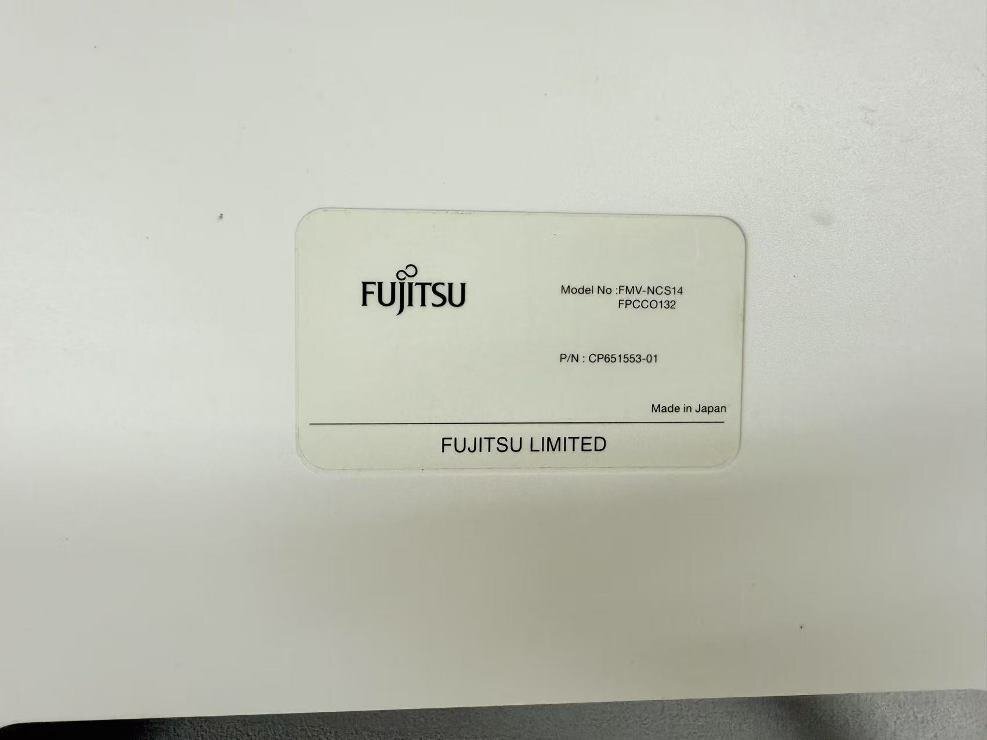 FUJITSU
Model No :FMV-NCS14
FPCCO132
P/N : CP651553-01
Made in Japan
FUJITSU LIMITED